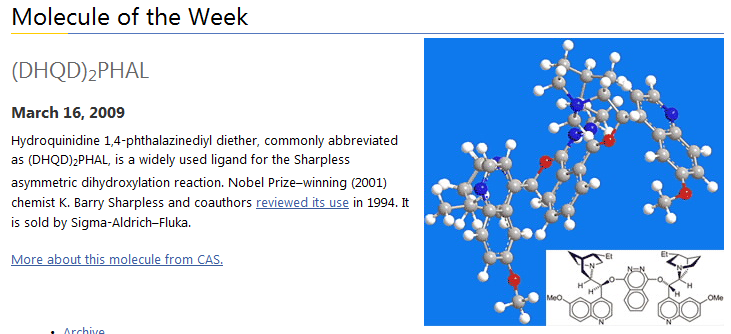 Molecule of the Week
(DHQD)₂PHAL
March 16, 2009
Hydroquinidine 1,4-phthalazinediyl diether, commonly abbreviated
as (DHQD)₂PHAL, is a widely used ligand for the Sharpless
asymmetric dihydroxylation reaction. Nobel Prize–winning (2001)
chemist K. Barry Sharpless and coauthors reviewed its use in 1994. It
is sold by Sigma-Aldrich–Fluka.
More about this molecule from CAS.
• Archive
Et Et
N N N N
H O O H
H H
MeO OMe
N N